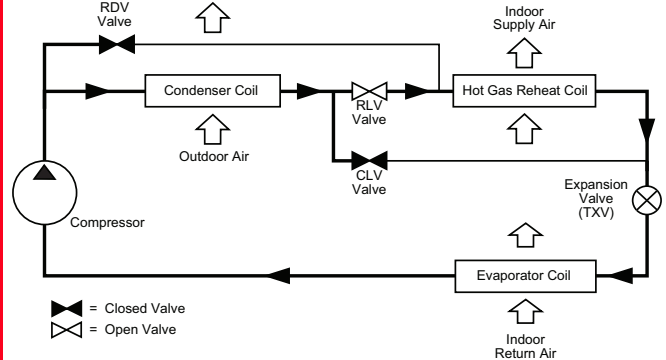 RDV
Valve
Indoor
Supply Air
Condenser Coil
Hot Gas Reheat Coil
RLV
Valve
Outdoor Air
CLV
Valve
Expansion
Valve
(TXV)
Compressor
Evaporator Coil
= Closed Valve
= Open Valve
Indoor
Return Air